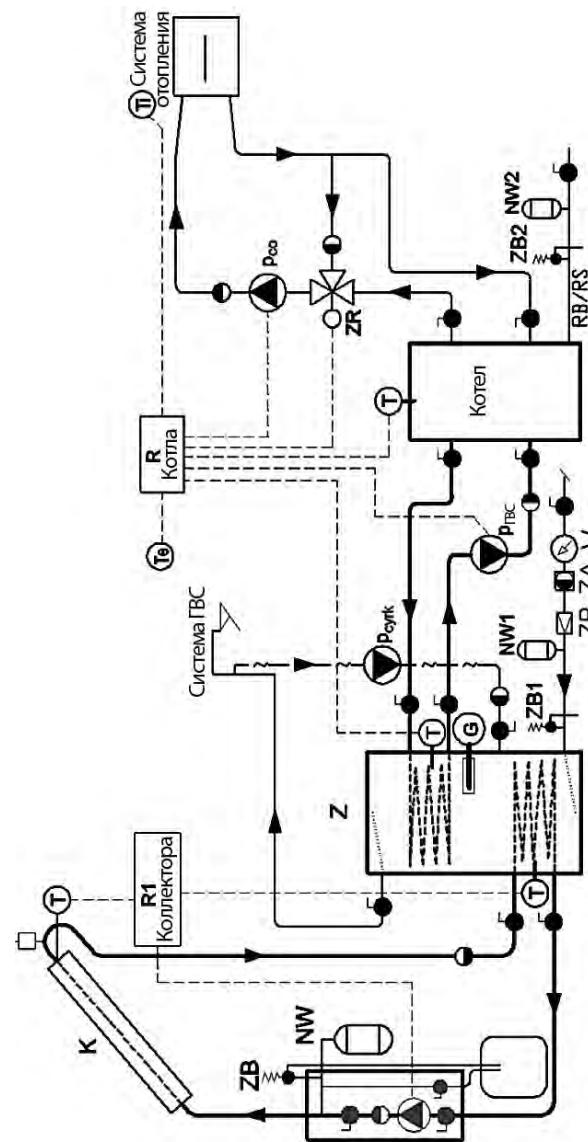 Ti
Система
отопления
Pco
ZR
NW2
ZB2
RB/RS
R
Котла
T
Котел
Te
Система ГВС
Pcyrk
PГВС
NW1
ZB1
T
G
Z
R1
Коллектора
T
T
K
ZB
NW